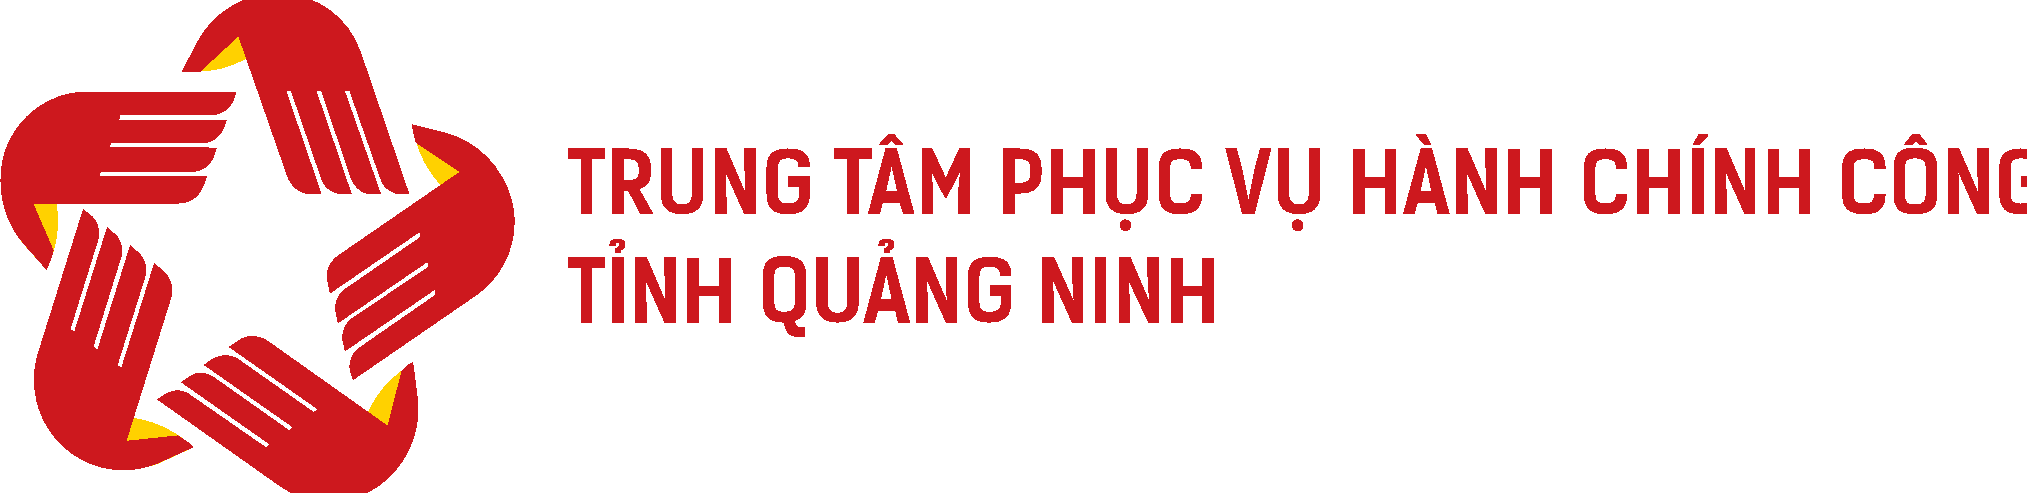 TRUNG TÂM PHỤC VỤ HÀNH CHÍNH CÔNG
TỈNH QUẢNG NINH